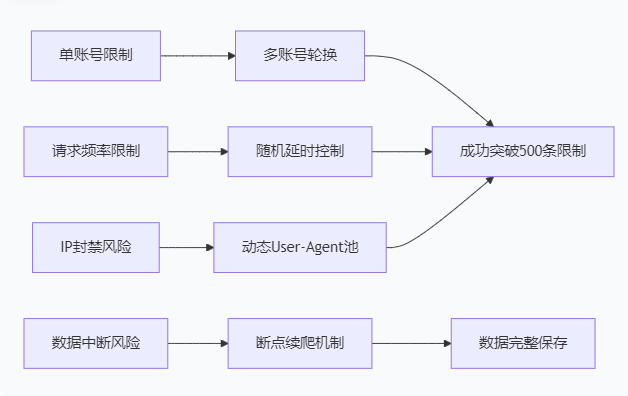 单账号限制
多账号轮换
请求频率限制
随机延时控制
成功突破500条限制
IP封禁风险
动态User-Agent池
数据中断风险
断点续爬机制
数据完整保存